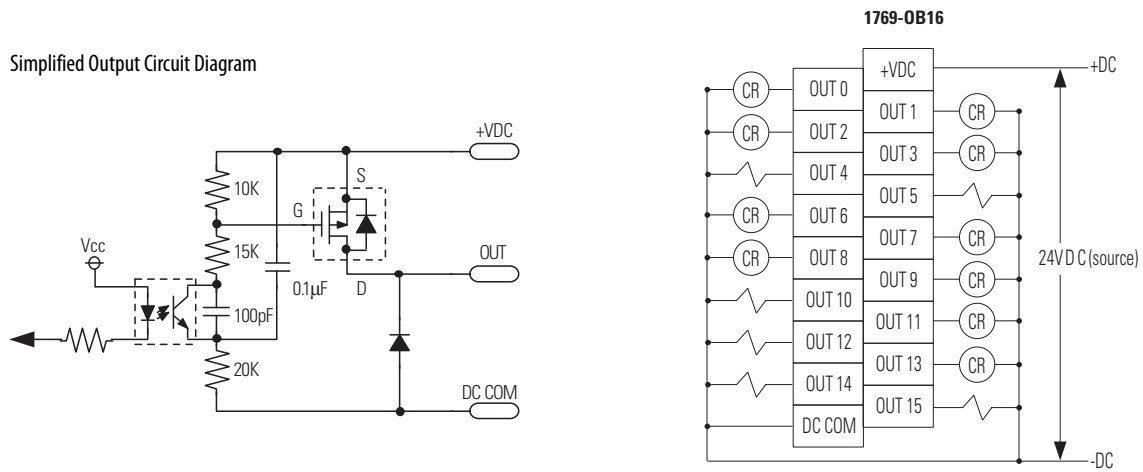 1769-OB16
Simplified Output Circuit Diagram
+VDC
S
10K
G
Vcc
15K
OUT
0.1µF
D
100pF
20K
DC COM
+VDC
+DC
CR
OUT 0
OUT 1
CR
CR
OUT 2
OUT 3
CR
OUT 4
OUT 5
CR
OUT 6
OUT 7
CR
CR
OUT 8
24V D C (source)
OUT 9
CR
OUT 10
OUT 11
CR
OUT 12
OUT 13
CR
OUT 14
OUT 15
DC COM
-DC